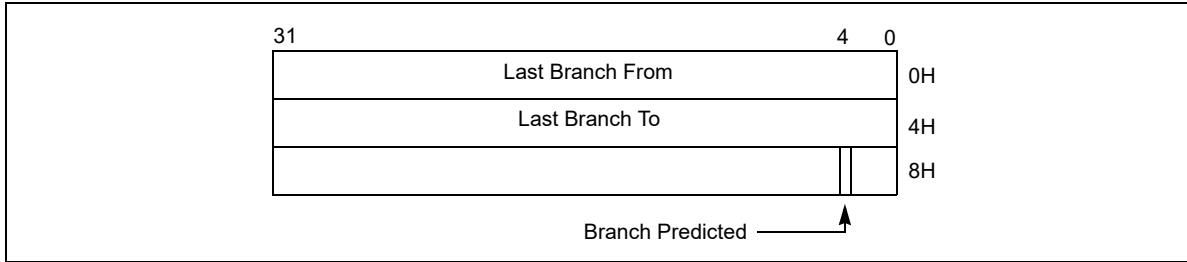 31 4 0
Last Branch From 0H
Last Branch To 4H
8H
Branch Predicted